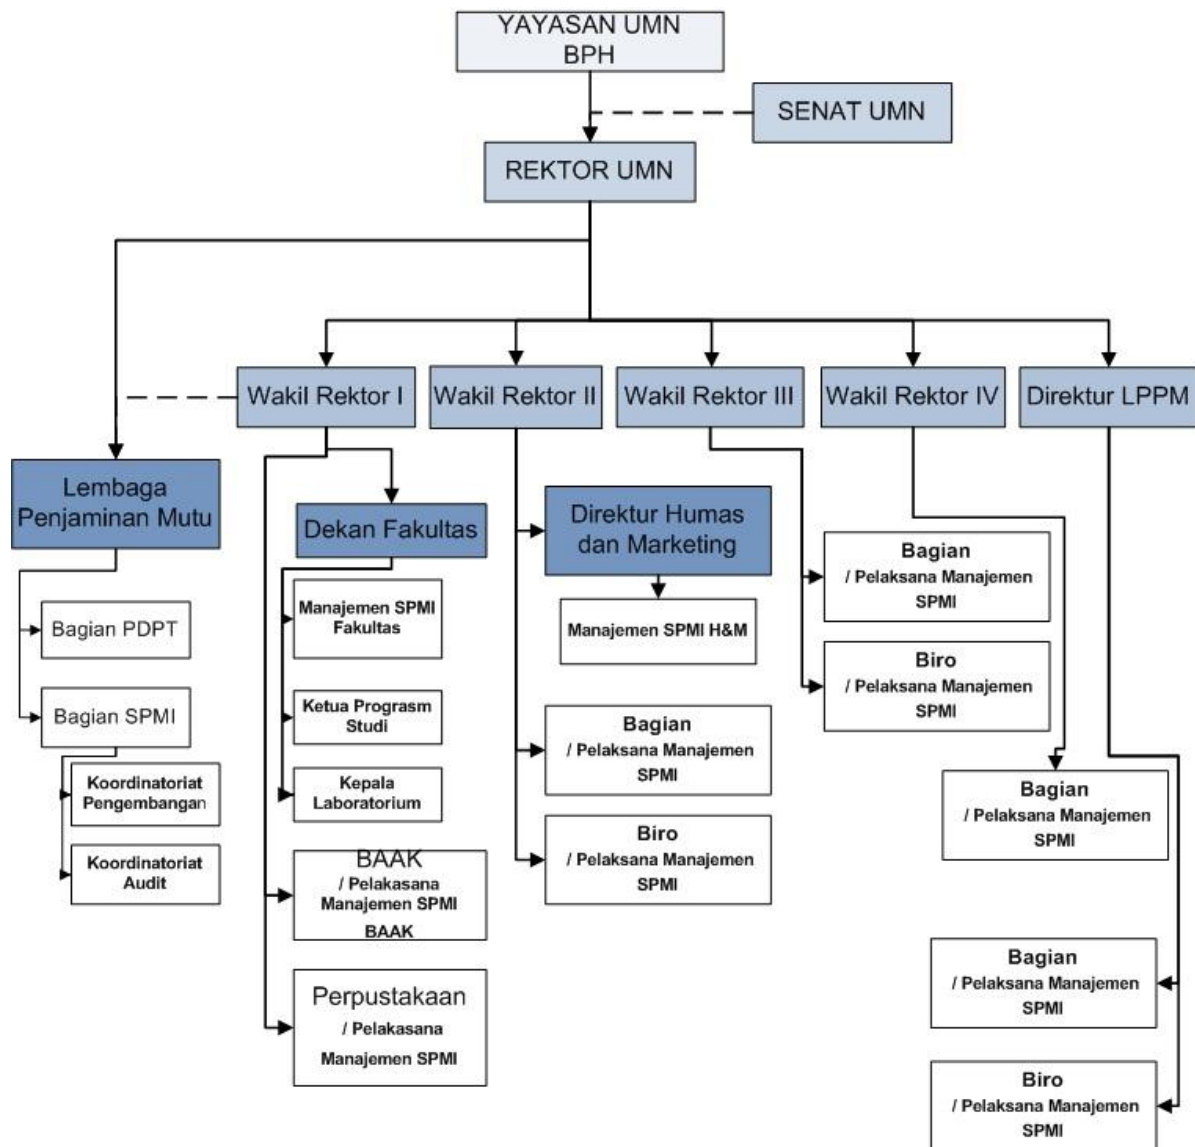 YAYASAN UMN
BPH
SENAT UMN
REKTOR UMN
Wakil Rektor I
Wakil Rektor II
Wakil Rektor III
Wakil Rektor IV
Direktur LPPM
Lembaga
Penjaminan Mutu
Bagian PDPT
Bagian SPMI
Koordinatoriat
Pengembangan
Koordinatoriat
Audit
Dekan Fakultas
Manajemen SPMI
Fakultas
Ketua Prograsm
Studi
Kepala
Laboratorium
BAAK
/ Pelakasana
Manajemen SPMI
BAAK
Perpustakaan
/ Pelakasana
Manajemen SPMI
Direktur Humas
dan Marketing
Manajemen SPMI H&M
Bagian
/ Pelaksana Manajemen
SPMI
Biro
/ Pelaksana Manajemen
SPMI
Bagian
/ Pelaksana Manajemen
SPMI
Biro
/ Pelaksana Manajemen
SPMI
Bagian
/ Pelaksana Manajemen
SPMI
Bagian
/ Pelaksana Manajemen
SPMI
Biro
/ Pelaksana Manajemen
SPMI